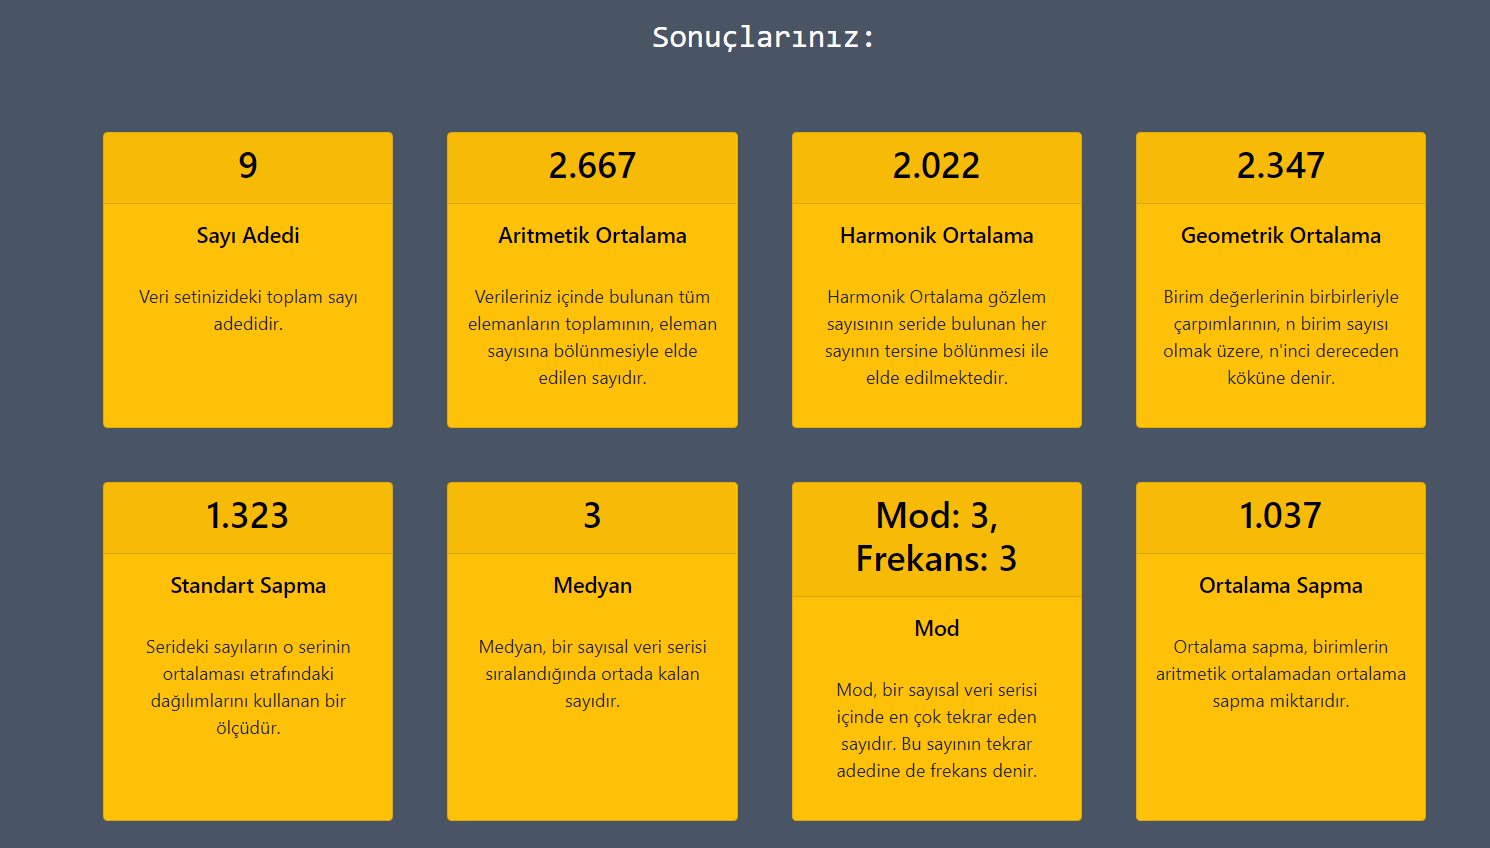 Sonuçlarınız:
9
Sayı Adedi
Veri setinizideki toplam sayı
adedidir.
2.667
Aritmetik Ortalama
Verileriniz içinde bulunan tüm
elemanların toplamının, eleman
sayısına bölünmesiyle elde
edilen sayıdır.
2.022
Harmonik Ortalama
Harmonik Ortalama gözlem
sayısının seride bulunan her
sayının tersine bölünmesi ile
elde edilmektedir.
2.347
Geometrik Ortalama
Birim değerlerinin birbirleriyle
çarpımlarının, n birim sayısı
olmak üzere, n'inci dereceden
köküne denir.
1.323
Standart Sapma
Serideki sayıların o serinin
ortalaması etrafındaki
dağılımlarını kullanan bir
ölçüdür.
3
Medyan
Medyan, bir sayısal veri serisi
sıralandığında ortada kalan
sayıdır.
Mod: 3,
Frekans: 3
Mod
Mod, bir sayısal veri serisi
içinde en çok tekrar eden
sayıdır. Bu sayının tekrar
adedine de frekans denir.
1.037
Ortalama Sapma
Ortalama sapma, birimlerin
aritmetik ortalamadan ortalama
sapma miktarıdır.